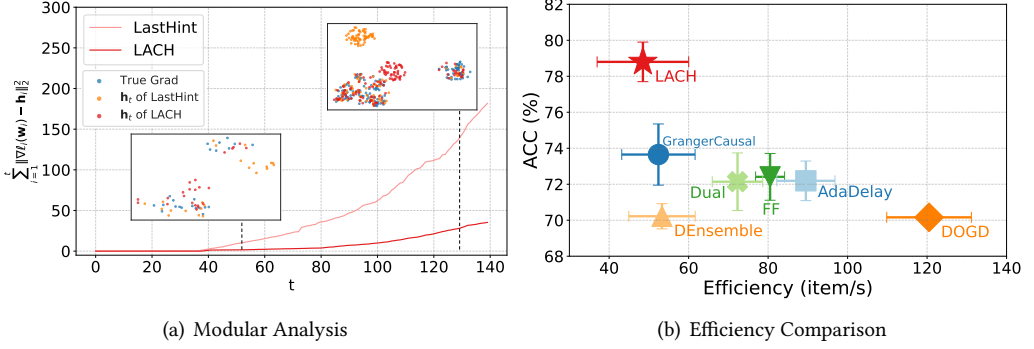 300
250
200
150
100
50
0
LastHint
LACH
True Grad
h_t of LastHint
h_t of LACH
0 20 40 60 80 100 120 140
t
∑_{i=1}^{t} ‖∇ℓ_i(w_i) − h_i‖_2^2
(a) Modular Analysis
82
80
78
76
74
72
70
68
ACC (%)
LACH
GrangerCausal
Dual
FF
AdaDelay
DEnsemble
DOGD
40 60 80 100 120 140
Efficiency (item/s)
(b) Efficiency Comparison